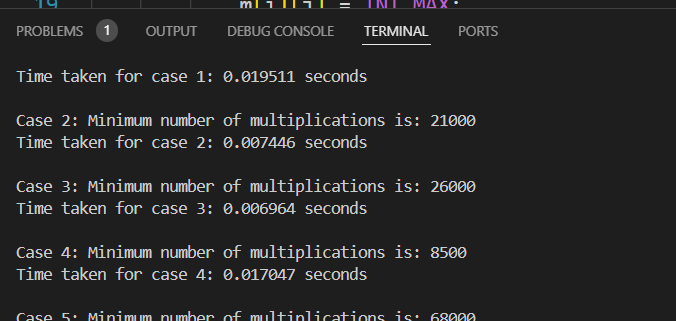 19 m[i][j] = INT_MAX;
PROBLEMS 1 OUTPUT DEBUG CONSOLE TERMINAL PORTS
Time taken for case 1: 0.019511 seconds
Case 2: Minimum number of multiplications is: 21000
Time taken for case 2: 0.007446 seconds
Case 3: Minimum number of multiplications is: 26000
Time taken for case 3: 0.006964 seconds
Case 4: Minimum number of multiplications is: 8500
Time taken for case 4: 0.017047 seconds
Case 5: Minimum number of multiplications is: 68000